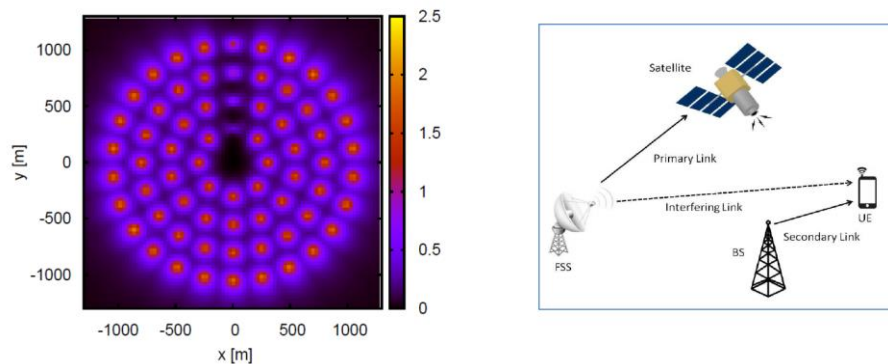 2.5
2
1.5
1
0.5
0
1000
500
0
-500
-1000
y [m]
-1000 -500 0 500 1000
x [m]
Satellite
Primary Link
Interfering Link
UE
FSS
BS
Secondary Link